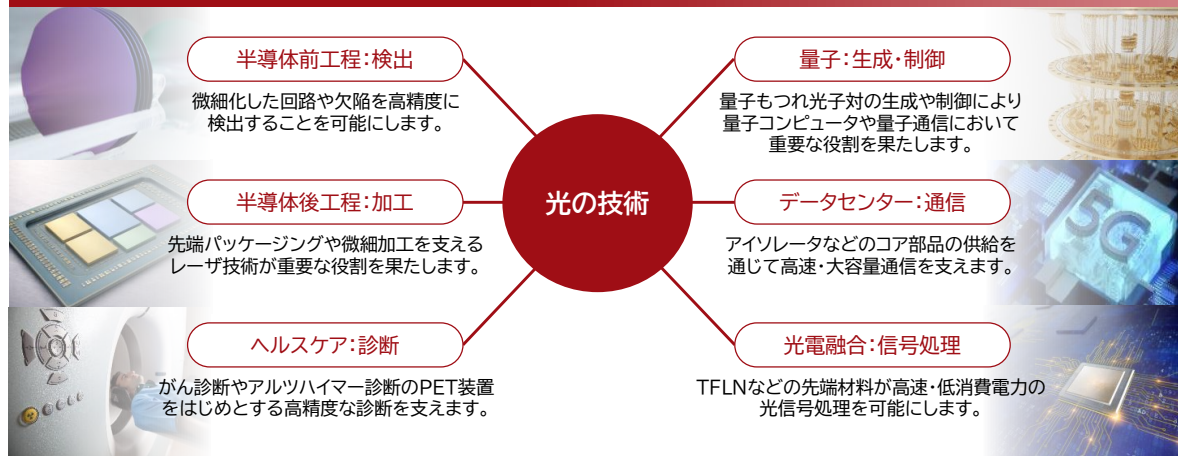 半導体前工程：検出
微細化した回路や欠陥を高精度に
検出することを可能にします。
半導体後工程：加工
先端パッケージングや微細加工を支える
レーザ技術が重要な役割を果たします。
ヘルスケア：診断
がん診断やアルツハイマー診断のPET装置
をはじめとする高精度な診断を支えます。
光の技術
量子：生成・制御
量子もつれ光子対の生成や制御により
量子コンピュータや量子通信において
重要な役割を果たします。
データセンター：通信
アイソレータなどのコア部品の供給を
通じて高速・大容量通信を支えます。
5G
光電融合：信号処理
TFLNなどの先端材料が高速・低消費電力の
光信号処理を可能にします。